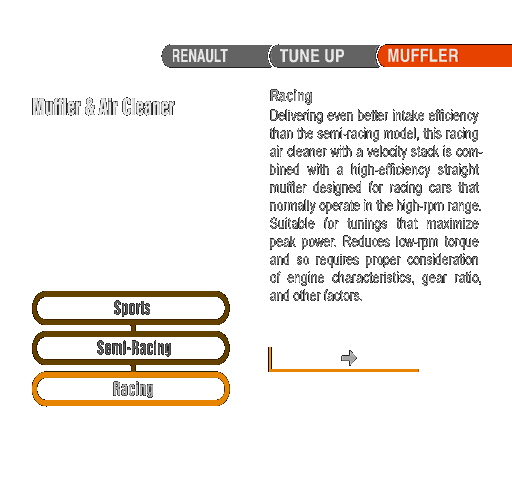 RENAULT TUNE UP MUFFLER
Muffler & Air Cleaner
Racing
Delivering even better intake efficiency
than the semi-racing model, this racing
air cleaner with a velocity stack is com-
bined with a high-efficiency straight
muffler designed for racing cars that
normally operate in the high-rpm range.
Suitable for tunings that maximize
peak power. Reduces low-rpm torque
and so requires proper consideration
of engine characteristics, gear ratio,
and other factors.
Sports
Semi-Racing
Racing